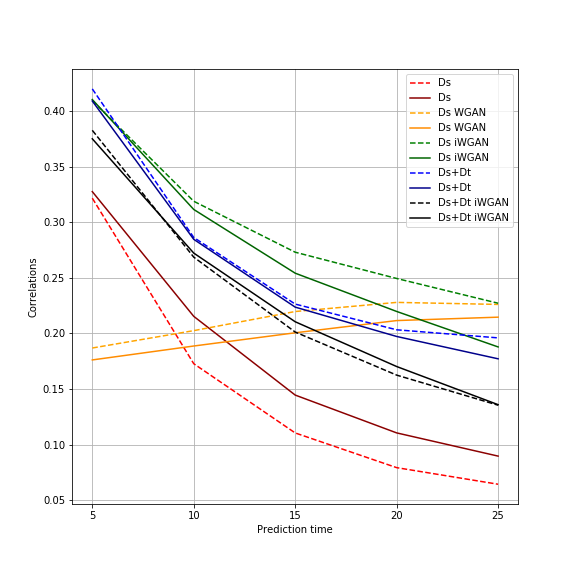 0.40
0.35
0.30
0.25
0.20
0.15
0.10
0.05
Correlations
5 10 15 20 25
Prediction time
Ds
Ds
Ds WGAN
Ds WGAN
Ds iWGAN
Ds iWGAN
Ds+Dt
Ds+Dt
Ds+Dt iWGAN
Ds+Dt iWGAN